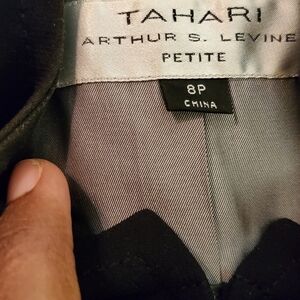 TAHARI
ARTHUR S. LEVINE
PETITE
8P
CHINA